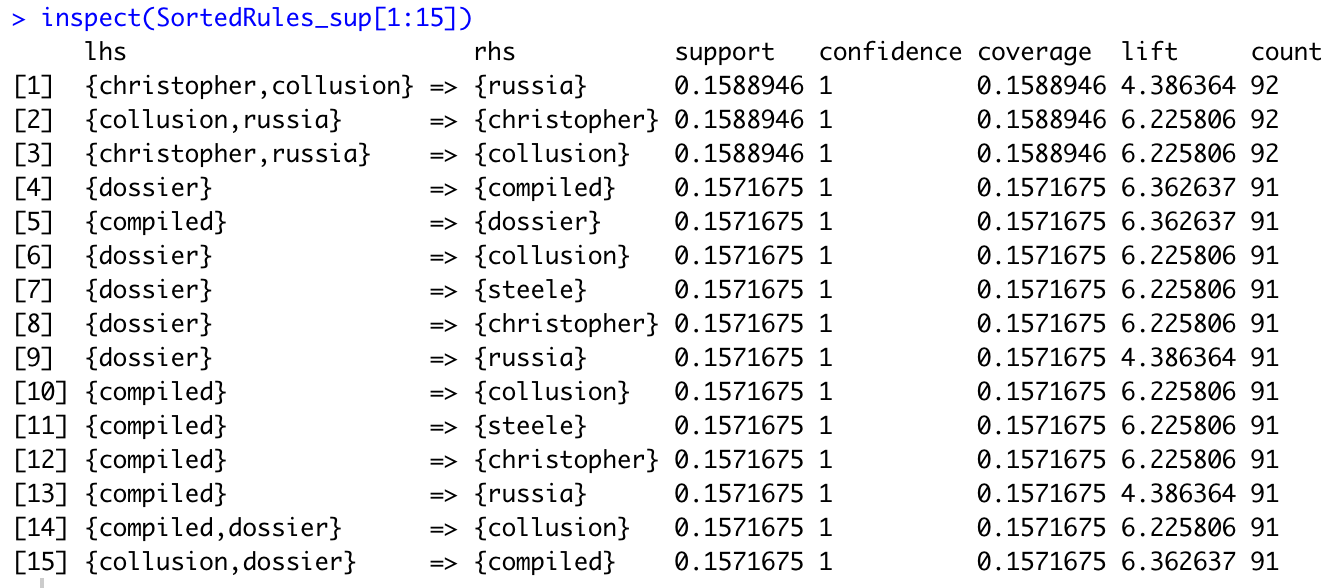 > inspect(SortedRules_sup[1:15])
lhs rhs support confidence coverage lift count
[1] {christopher,collusion} => {russia} 0.1588946 1 0.1588946 4.386364 92
[2] {collusion,russia} => {christopher} 0.1588946 1 0.1588946 6.225806 92
[3] {christopher,russia} => {collusion} 0.1588946 1 0.1588946 6.225806 92
[4] {dossier} => {compiled} 0.1571675 1 0.1571675 6.362637 91
[5] {compiled} => {dossier} 0.1571675 1 0.1571675 6.362637 91
[6] {dossier} => {collusion} 0.1571675 1 0.1571675 6.225806 91
[7] {dossier} => {steele} 0.1571675 1 0.1571675 6.225806 91
[8] {dossier} => {christopher} 0.1571675 1 0.1571675 6.225806 91
[9] {dossier} => {russia} 0.1571675 1 0.1571675 4.386364 91
[10] {compiled} => {collusion} 0.1571675 1 0.1571675 6.225806 91
[11] {compiled} => {steele} 0.1571675 1 0.1571675 6.225806 91
[12] {compiled} => {christopher} 0.1571675 1 0.1571675 6.225806 91
[13] {compiled} => {russia} 0.1571675 1 0.1571675 4.386364 91
[14] {compiled,dossier} => {collusion} 0.1571675 1 0.1571675 6.225806 91
[15] {collusion,dossier} => {compiled} 0.1571675 1 0.1571675 6.362637 91